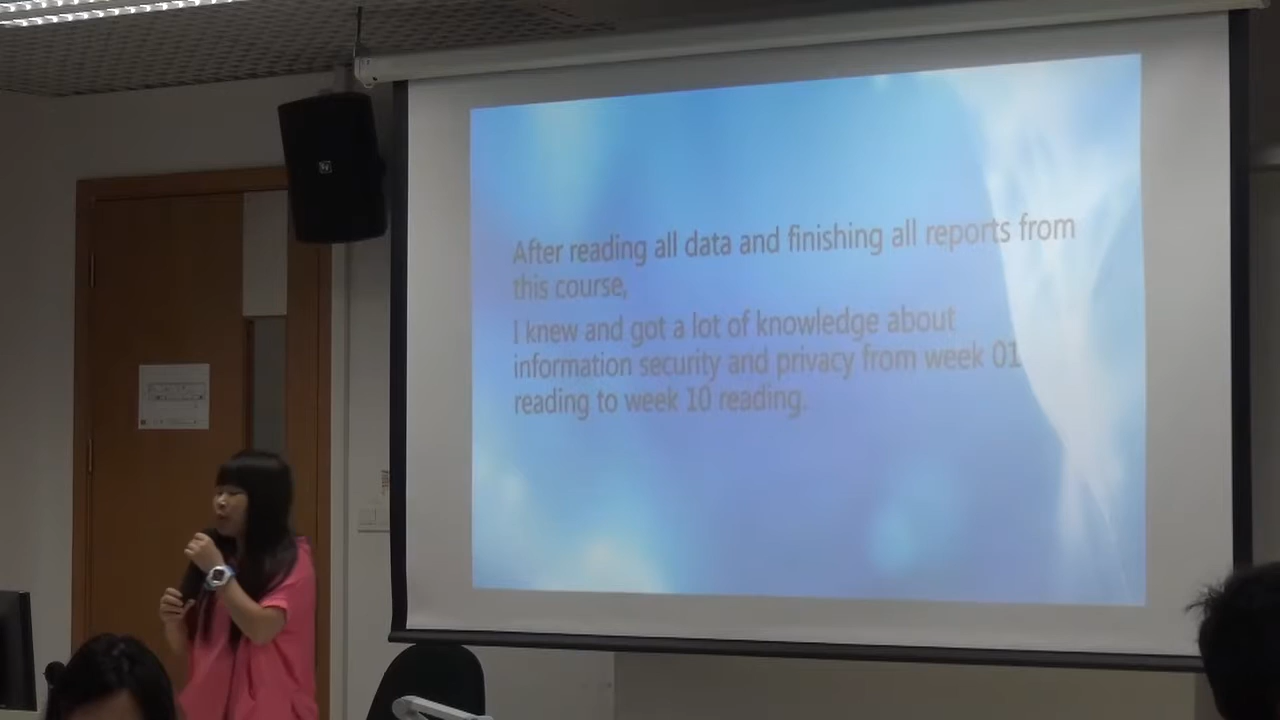 After reading all data and finishing all reports from
this course,
I knew and got a lot of knowledge about
information security and privacy from week 01
reading to week 10 reading.